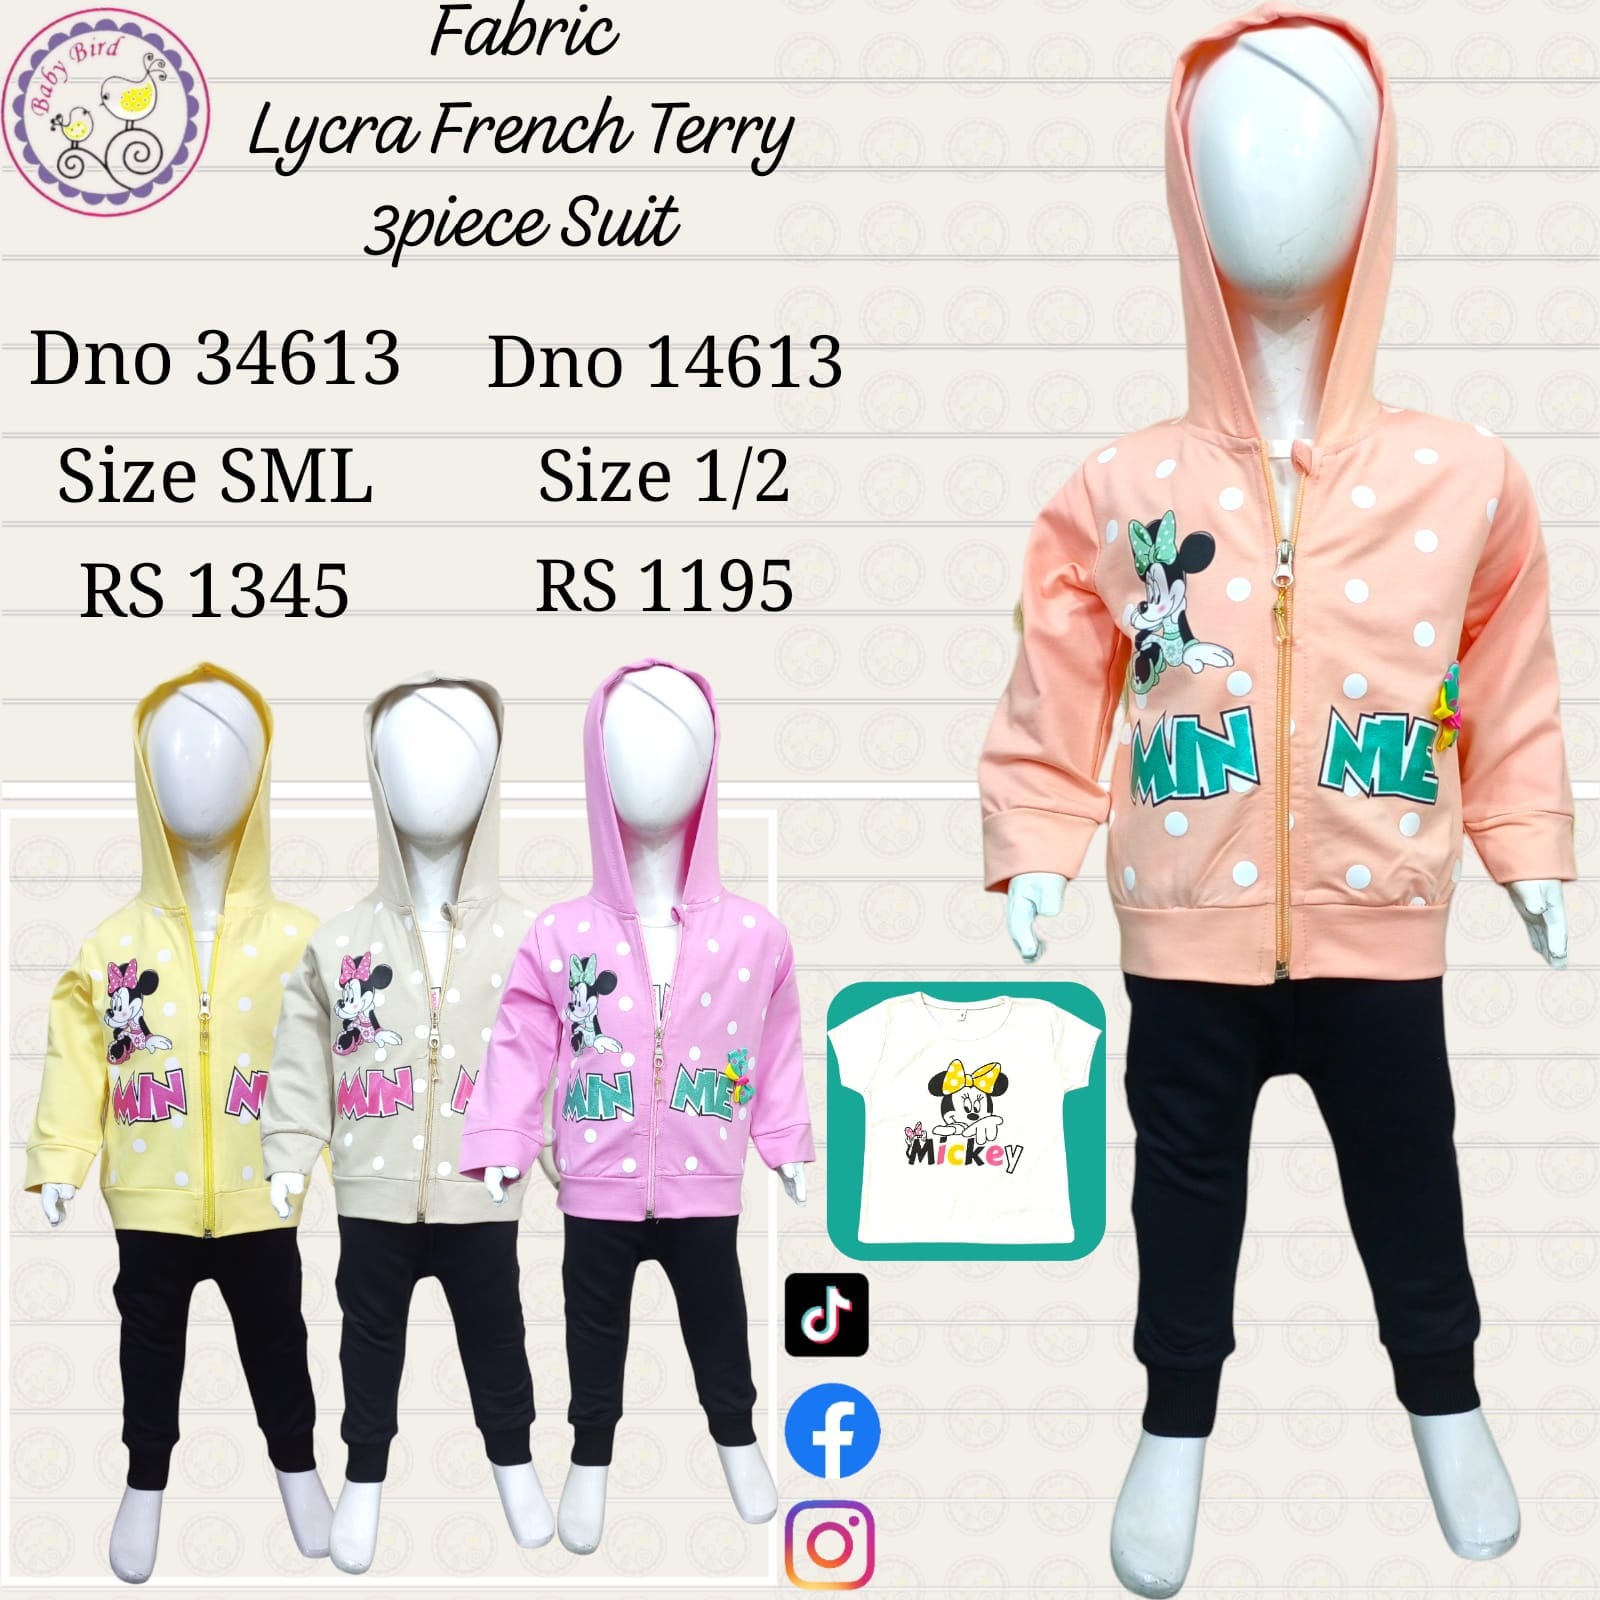 Baby Bird
Fabric
Lycra French Terry
3piece Suit
Dno 34613
Size SML
RS 1345
Dno 14613
Size 1/2
RS 1195
MIN NIE
MIN NI
MIN N
MIN NIE
Mickey